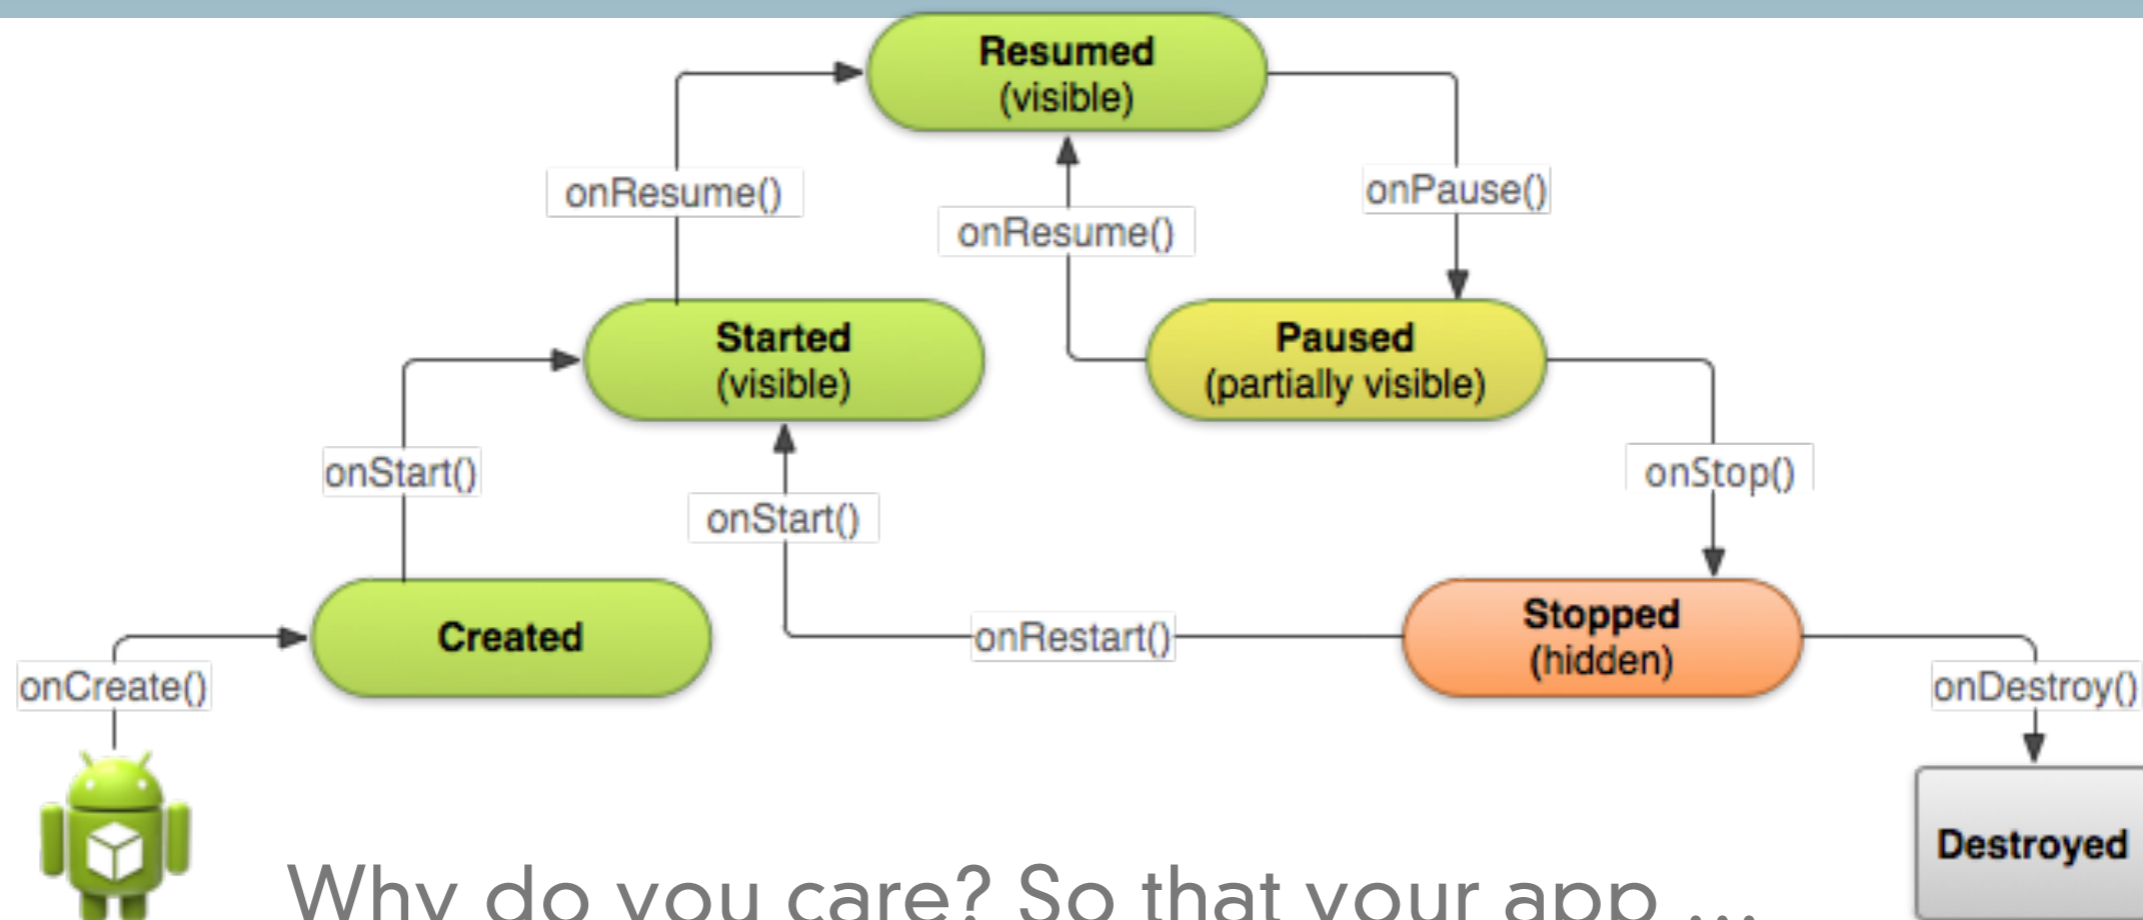 Resumed
(visible)
onResume()
onPause()
onResume()
Started
(visible)
Paused
(partially visible)
onStart()
onStop()
onStart()
Created
Stopped
(hidden)
onRestart()
onCreate()
onDestroy()
Destroyed
Why do you care? So that your app ...